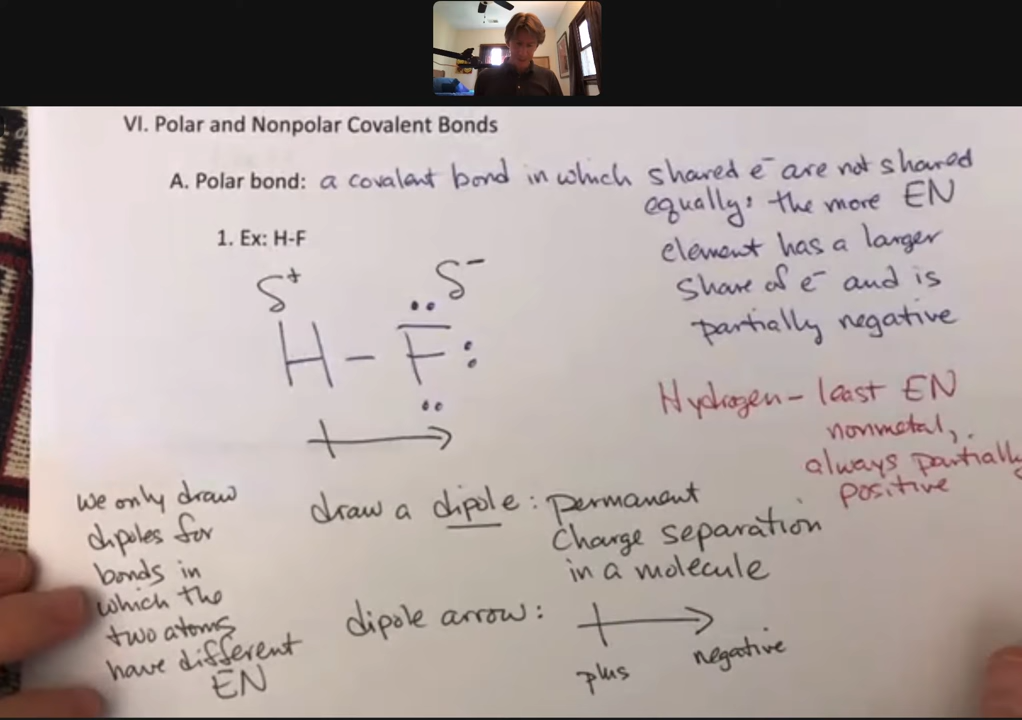 VI. Polar and Nonpolar Covalent Bonds
A. Polar bond: a covalent bond in which shared e⁻ are not shared
equally: the more EN
element has a larger
share of e⁻ and is
partially negative
1. Ex: H-F
δ⁺ δ⁻
H – F
Hydrogen – least EN
nonmetal,
always partially
positive
we only draw
dipoles for
bonds in
which the
two atoms
have different
EN
draw a dipole: permanent
charge separation
in a molecule
dipole arrow:
plus negative